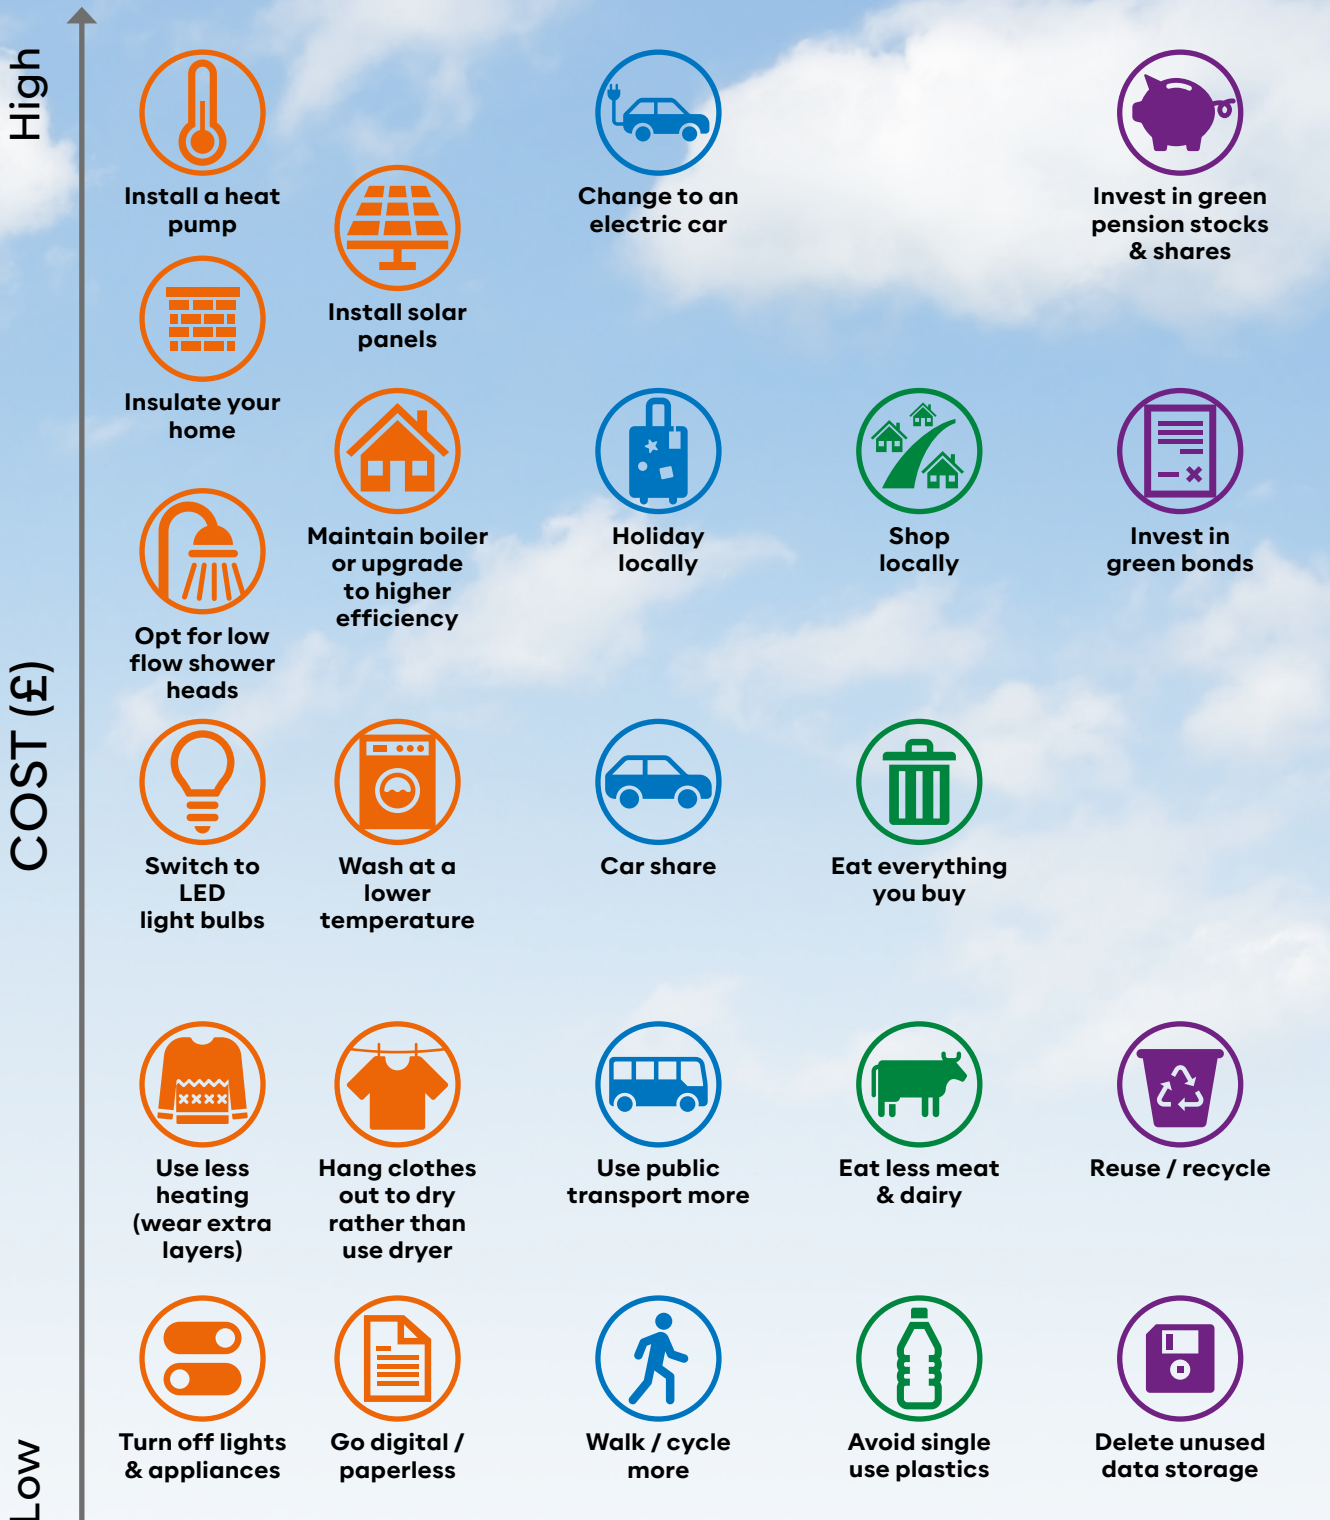 High
COST (£)
Low
Install a heat
pump
Install solar
panels
Change to an
electric car
Invest in green
pension stocks
& shares
Insulate your
home
Maintain boiler
or upgrade
to higher
efficiency
Holiday
locally
Shop
locally
Invest in
green bonds
Opt for low
flow shower
heads
Switch to
LED
light bulbs
Wash at a
lower
temperature
Car share
Eat everything
you buy
Use less
heating
(wear extra
layers)
Hang clothes
out to dry
rather than
use dryer
Use public
transport more
Eat less meat
& dairy
Reuse / recycle
Turn off lights
& appliances
Go digital /
paperless
Walk / cycle
more
Avoid single
use plastics
Delete unused
data storage